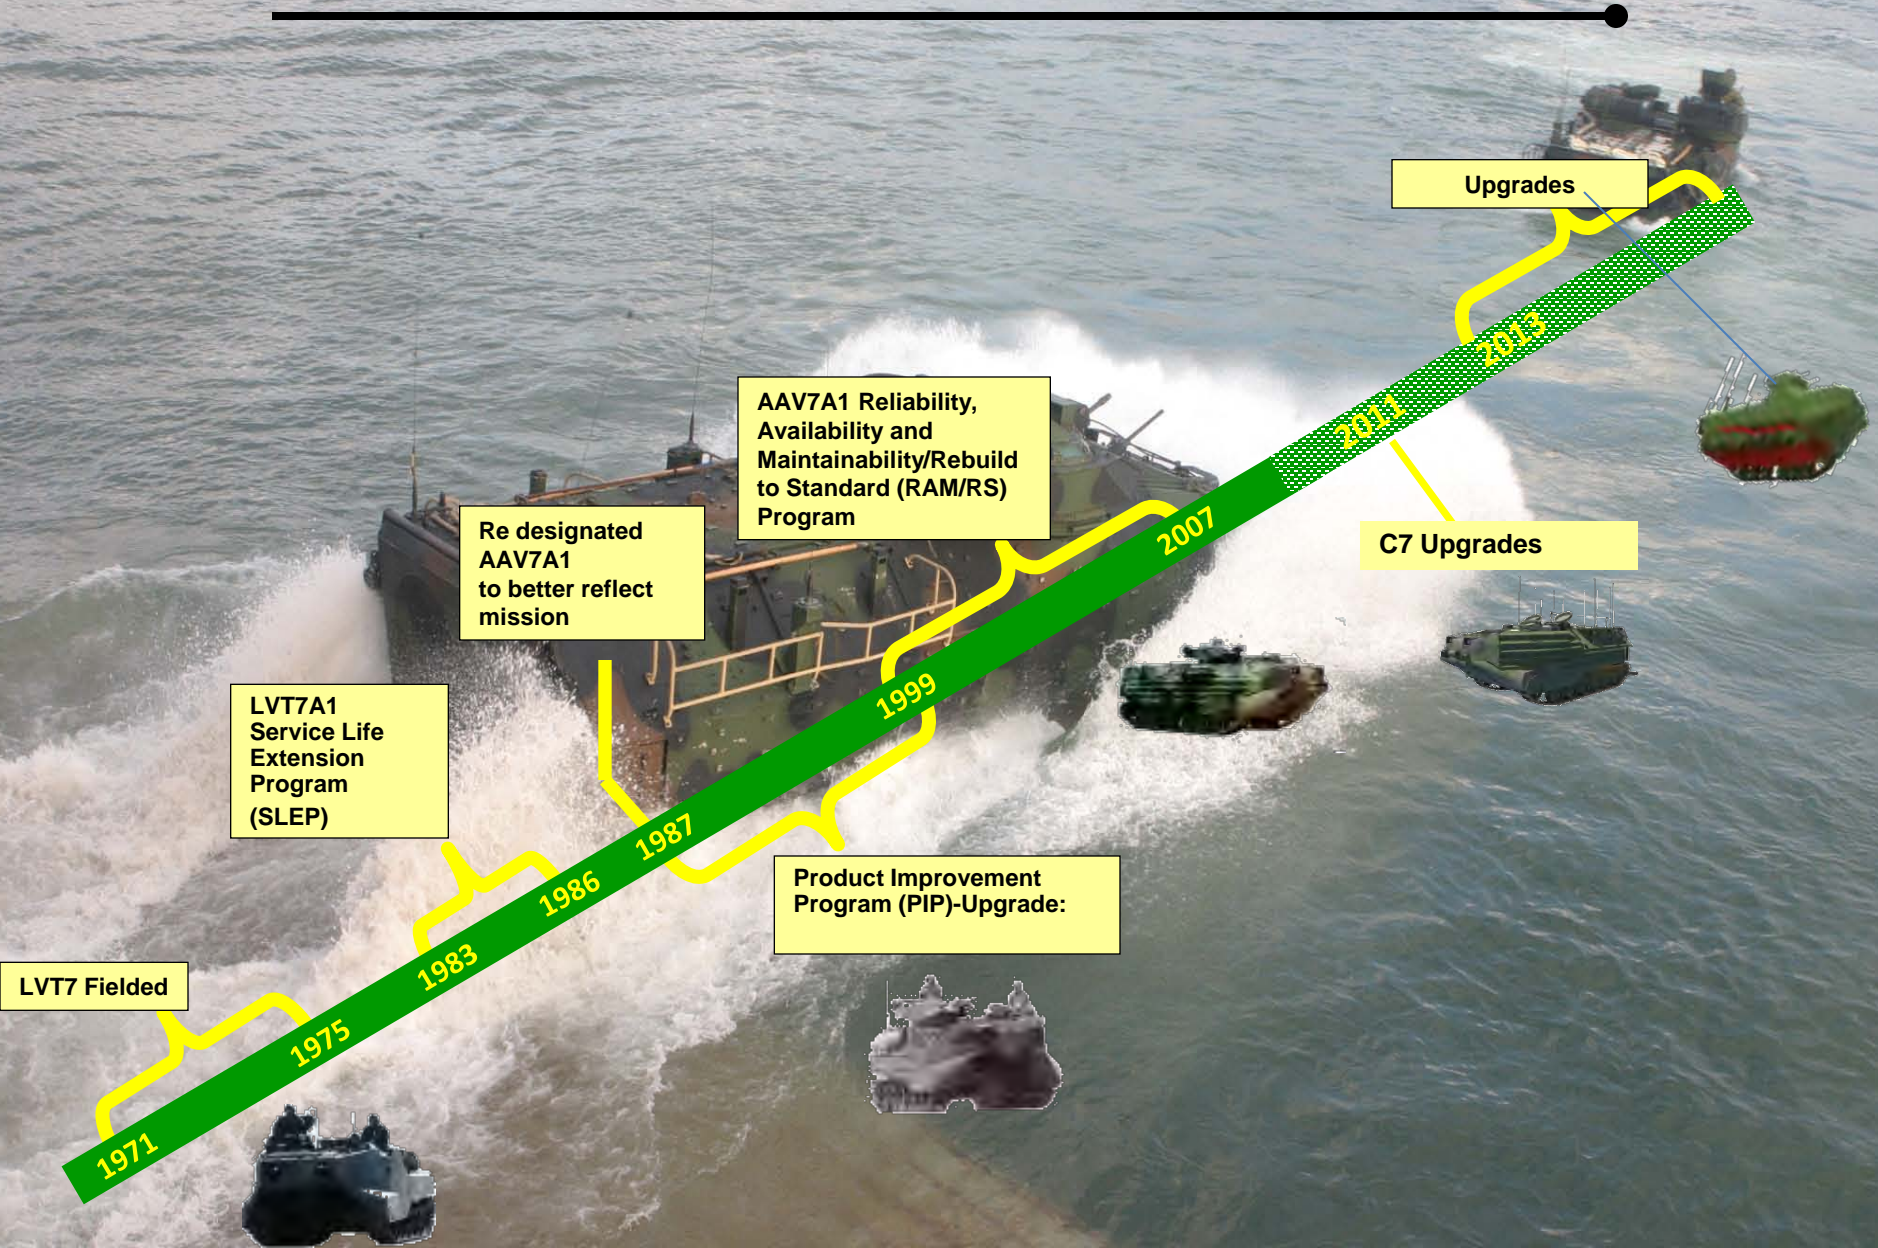 Upgrades
2013
2011
AAV7A1 Reliability,
Availability and
Maintainability/Rebuild
to Standard (RAM/RS)
Program
C7 Upgrades
2007
Re designated
AAV7A1
to better reflect
mission
1999
LVT7A1
Service Life
Extension
Program
(SLEP)
1987
Product Improvement
Program (PIP)-Upgrade:
1986
1983
LVT7 Fielded
1975
1971